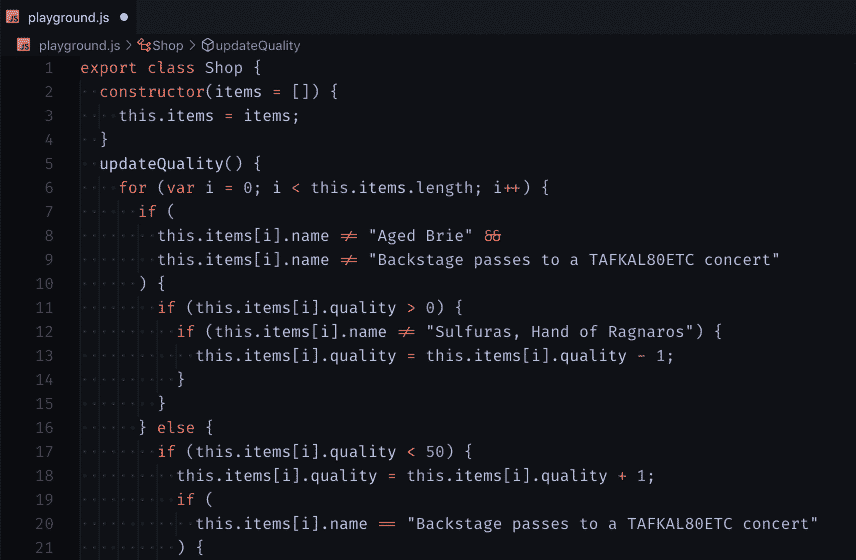 JS playground.js
JS playground.js > Shop > updateQuality
1 export class Shop {
2 constructor(items = []) {
3 this.items = items;
4 }
5 updateQuality() {
6 for (var i = 0; i < this.items.length; i++) {
7 if (
8 this.items[i].name != "Aged Brie" &&
9 this.items[i].name != "Backstage passes to a TAFKAL80ETC concert"
10 ) {
11 if (this.items[i].quality > 0) {
12 if (this.items[i].name != "Sulfuras, Hand of Ragnaros") {
13 this.items[i].quality = this.items[i].quality - 1;
14 }
15 }
16 } else {
17 if (this.items[i].quality < 50) {
18 this.items[i].quality = this.items[i].quality + 1;
19 if (
20 this.items[i].name == "Backstage passes to a TAFKAL80ETC concert"
21 ) {